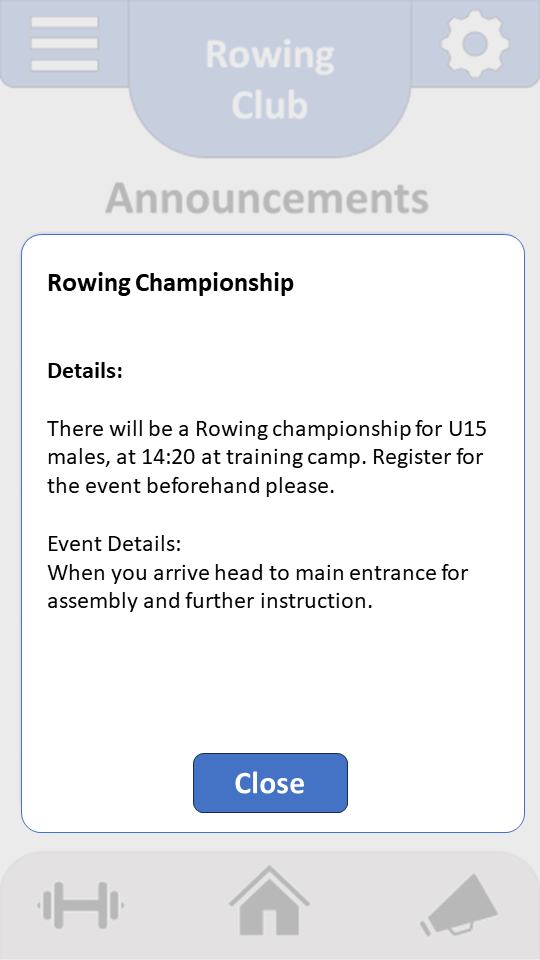 Rowing
Club
Announcements
Rowing Championship
Details:
There will be a Rowing championship for U15
males, at 14:20 at training camp. Register for
the event beforehand please.
Event Details:
When you arrive head to main entrance for
assembly and further instruction.
Close